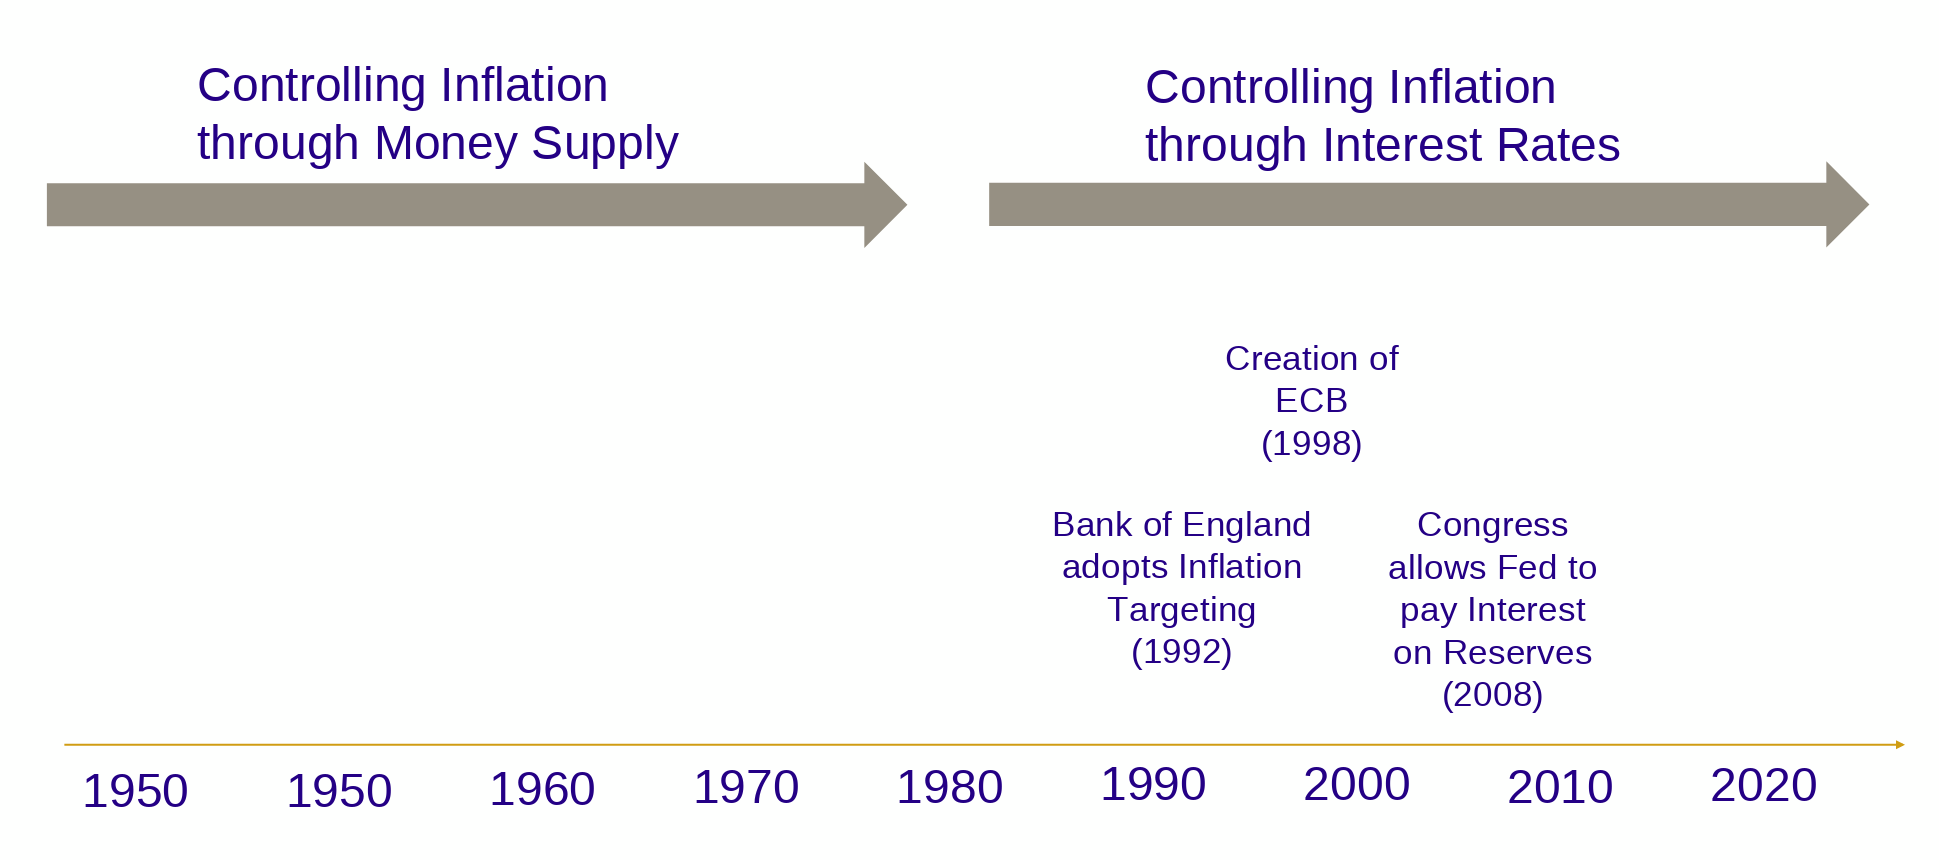 Controlling Inflation
through Money Supply
Controlling Inflation
through Interest Rates
Creation of
ECB
(1998)
Bank of England
adopts Inflation
Targeting
(1992)
Congress
allows Fed to
pay Interest
on Reserves
(2008)
1950 1950 1960 1970 1980 1990 2000 2010 2020